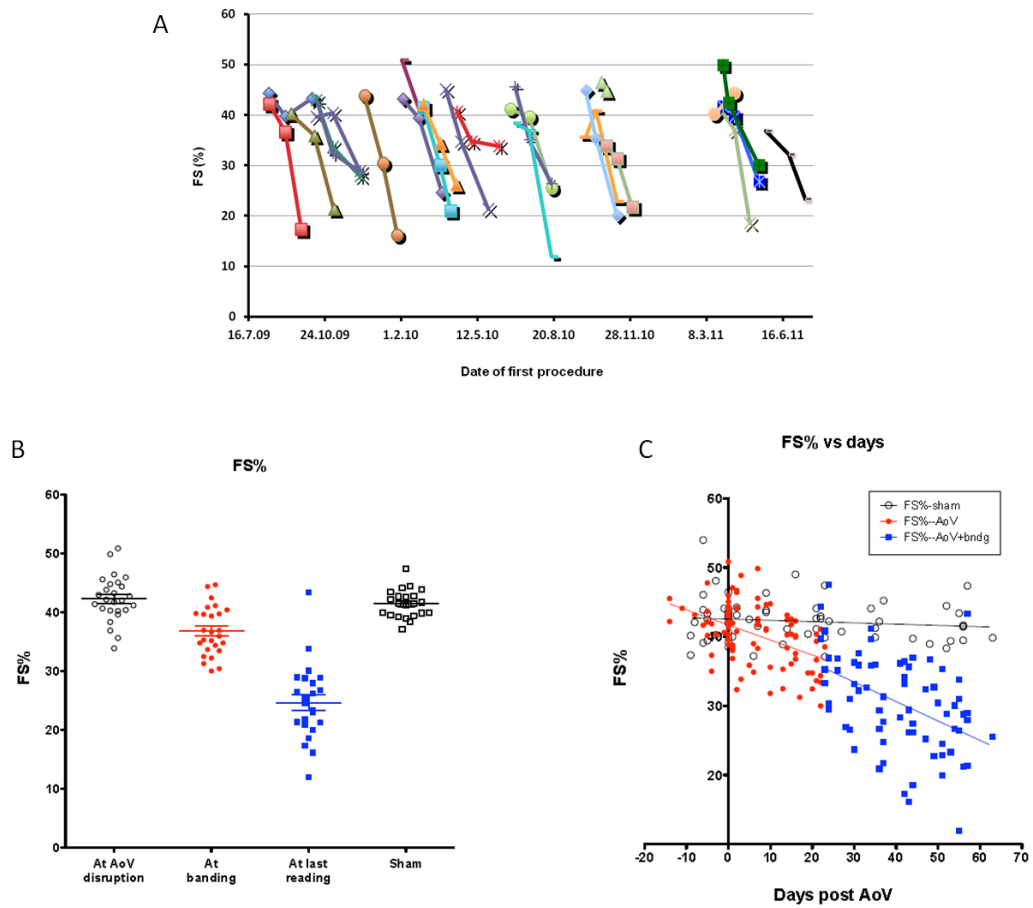 A
60
50
40
30
20
10
0
FS (%)
16.7.09 24.10.09 1.2.10 12.5.10 20.8.10 28.11.10 8.3.11 16.6.11
Date of first procedure
B
FS%
60
50
40
30
20
10
0
FS%
At AoV disruption
At banding
At last reading
Sham
C
FS% vs days
FS%-sham
FS%--AoV
FS%--AoV+bndg
60
50
40
30
20
FS%
-20 -10 0 10 20 30 40 50 60 70
Days post AoV